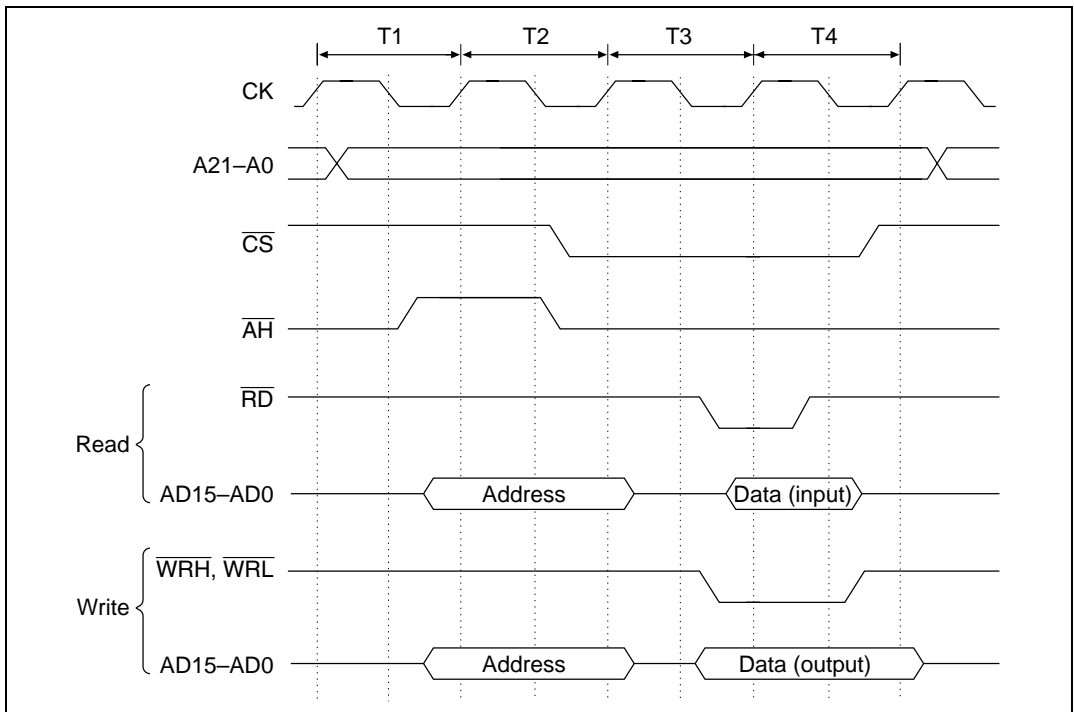 T1 T2 T3 T4
CK
A21–A0
CS
AH
RD
Read
AD15–AD0 Address Data (input)
WRH, WRL
Write
AD15–AD0 Address Data (output)